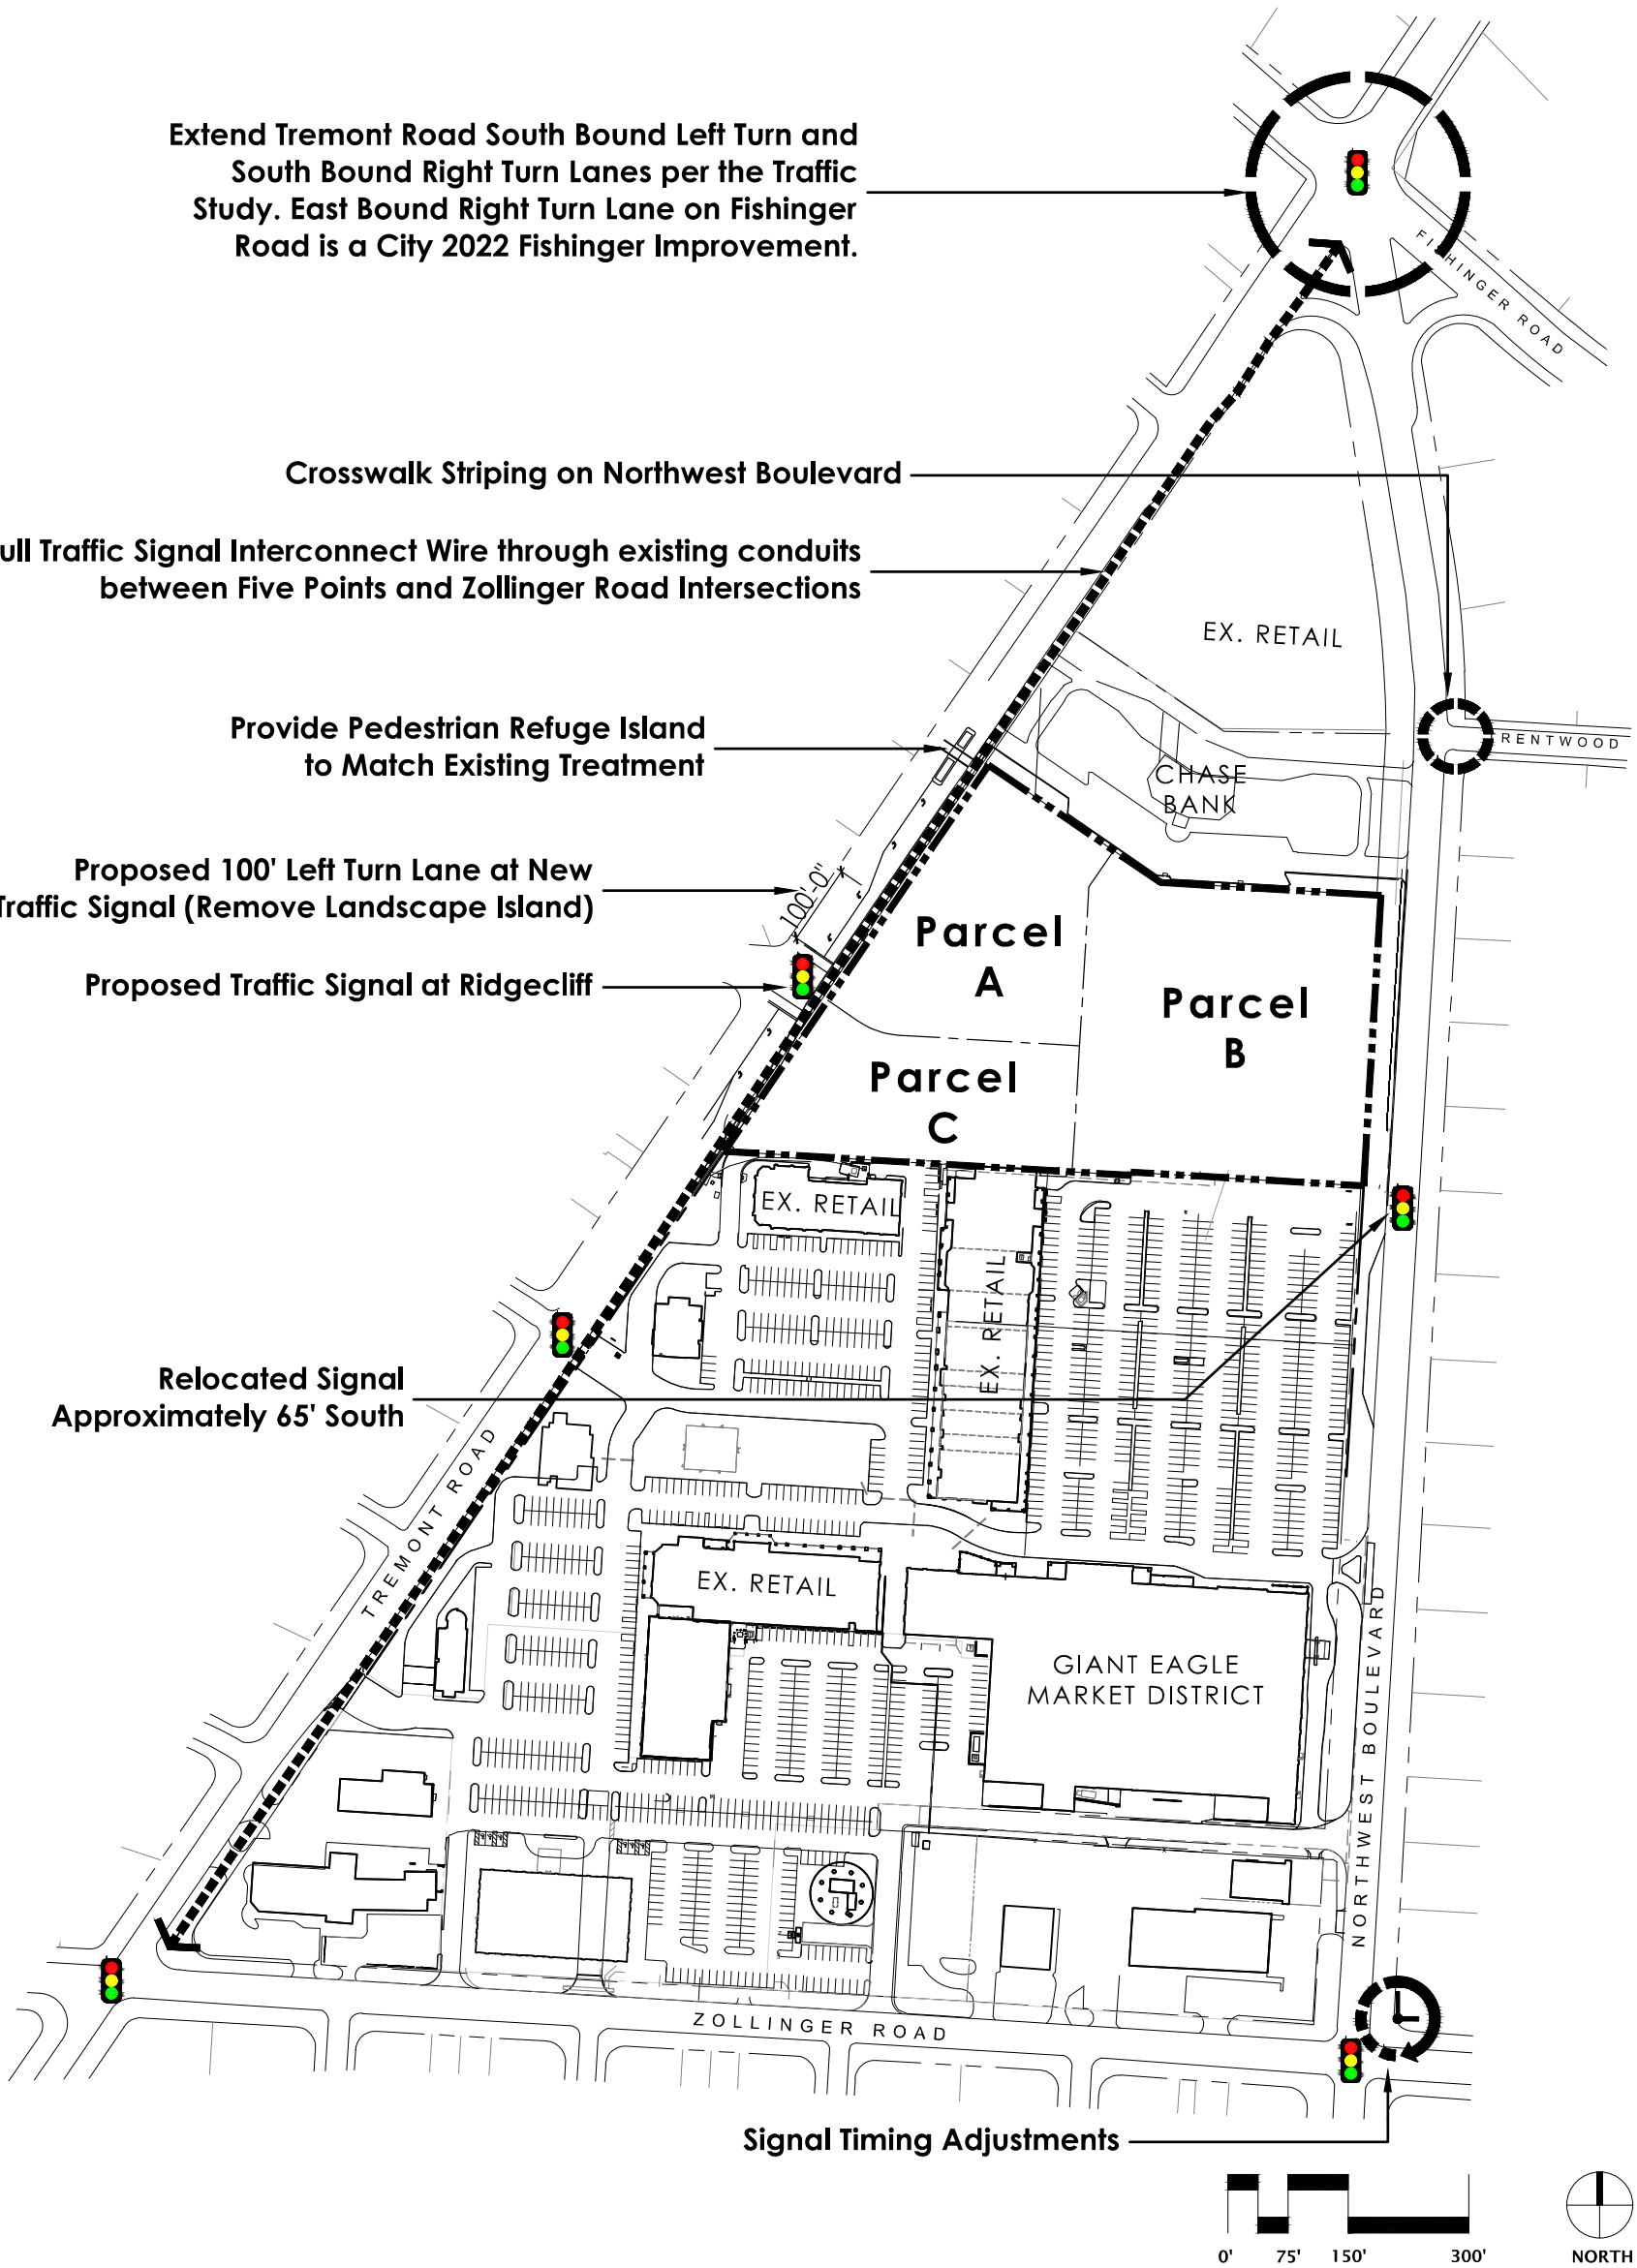 Extend Tremont Road South Bound Left Turn and
South Bound Right Turn Lanes per the Traffic
Study. East Bound Right Turn Lane on Fishinger
Road is a City 2022 Fishinger Improvement.
FISHINGER ROAD
Crosswalk Striping on Northwest Boulevard
ull Traffic Signal Interconnect Wire through existing conduits
between Five Points and Zollinger Road Intersections
EX. RETAIL
Provide Pedestrian Refuge Island
to Match Existing Treatment
RENTWOOD
CHASE
BANK
Proposed 100' Left Turn Lane at New
Traffic Signal (Remove Landscape Island)
100'-0"
Parcel
A
Proposed Traffic Signal at Ridgecliff
Parcel
B
Parcel
C
EX. RETAIL
EX. RETAIL
Relocated Signal
Approximately 65' South
TREMONT ROAD
EX. RETAIL
GIANT EAGLE
MARKET DISTRICT
NORTHWEST BOULEVARD
ZOLLINGER ROAD
Signal Timing Adjustments
0' 75' 150' 300'
NORTH